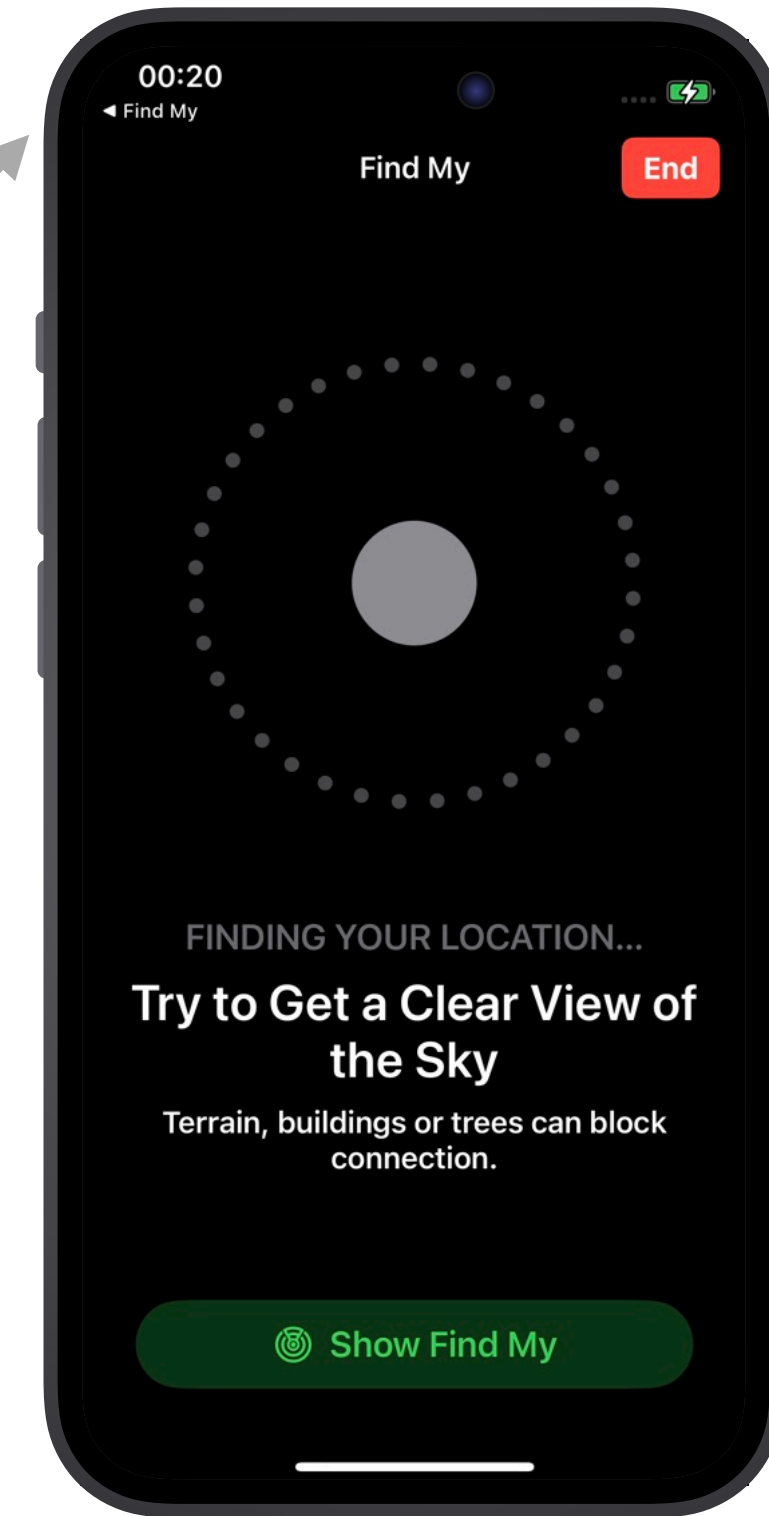 00:20
◀ Find My
Find My
End
FINDING YOUR LOCATION...
Try to Get a Clear View of
the Sky
Terrain, buildings or trees can block
connection.
Show Find My